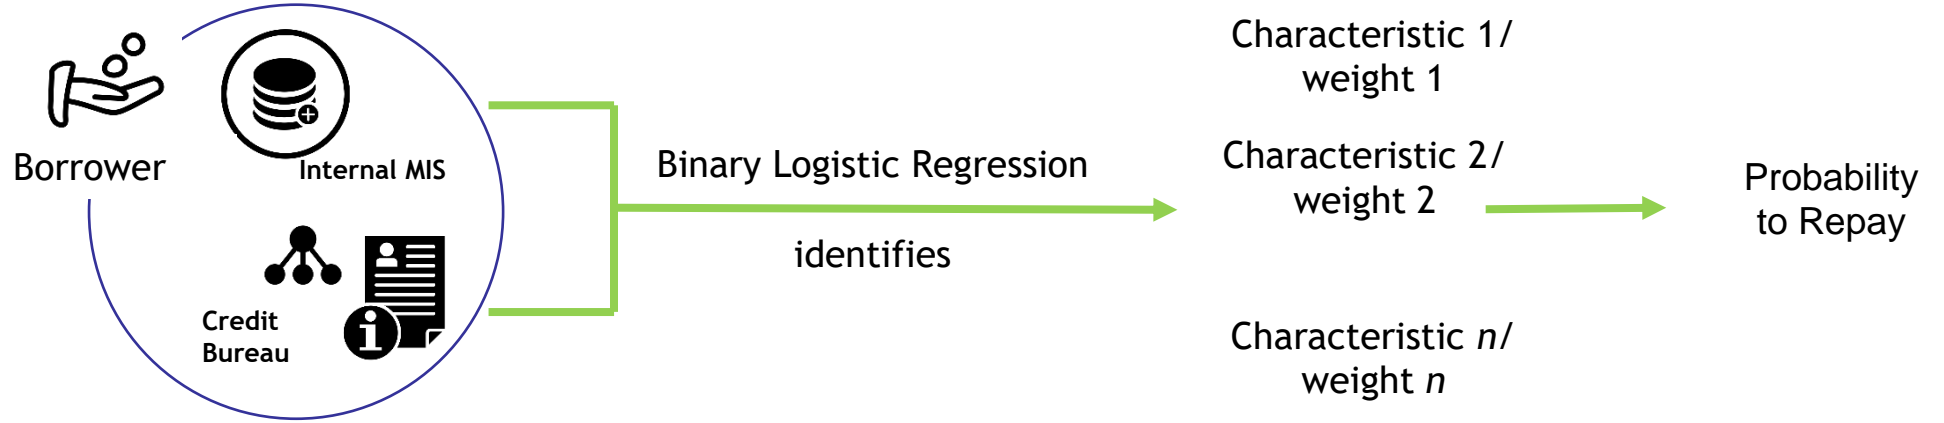 Borrower
Internal MIS
Credit
Bureau
Binary Logistic Regression
identifies
Characteristic 1/
weight 1
Characteristic 2/
weight 2
Characteristic n/
weight n
Probability
to Repay